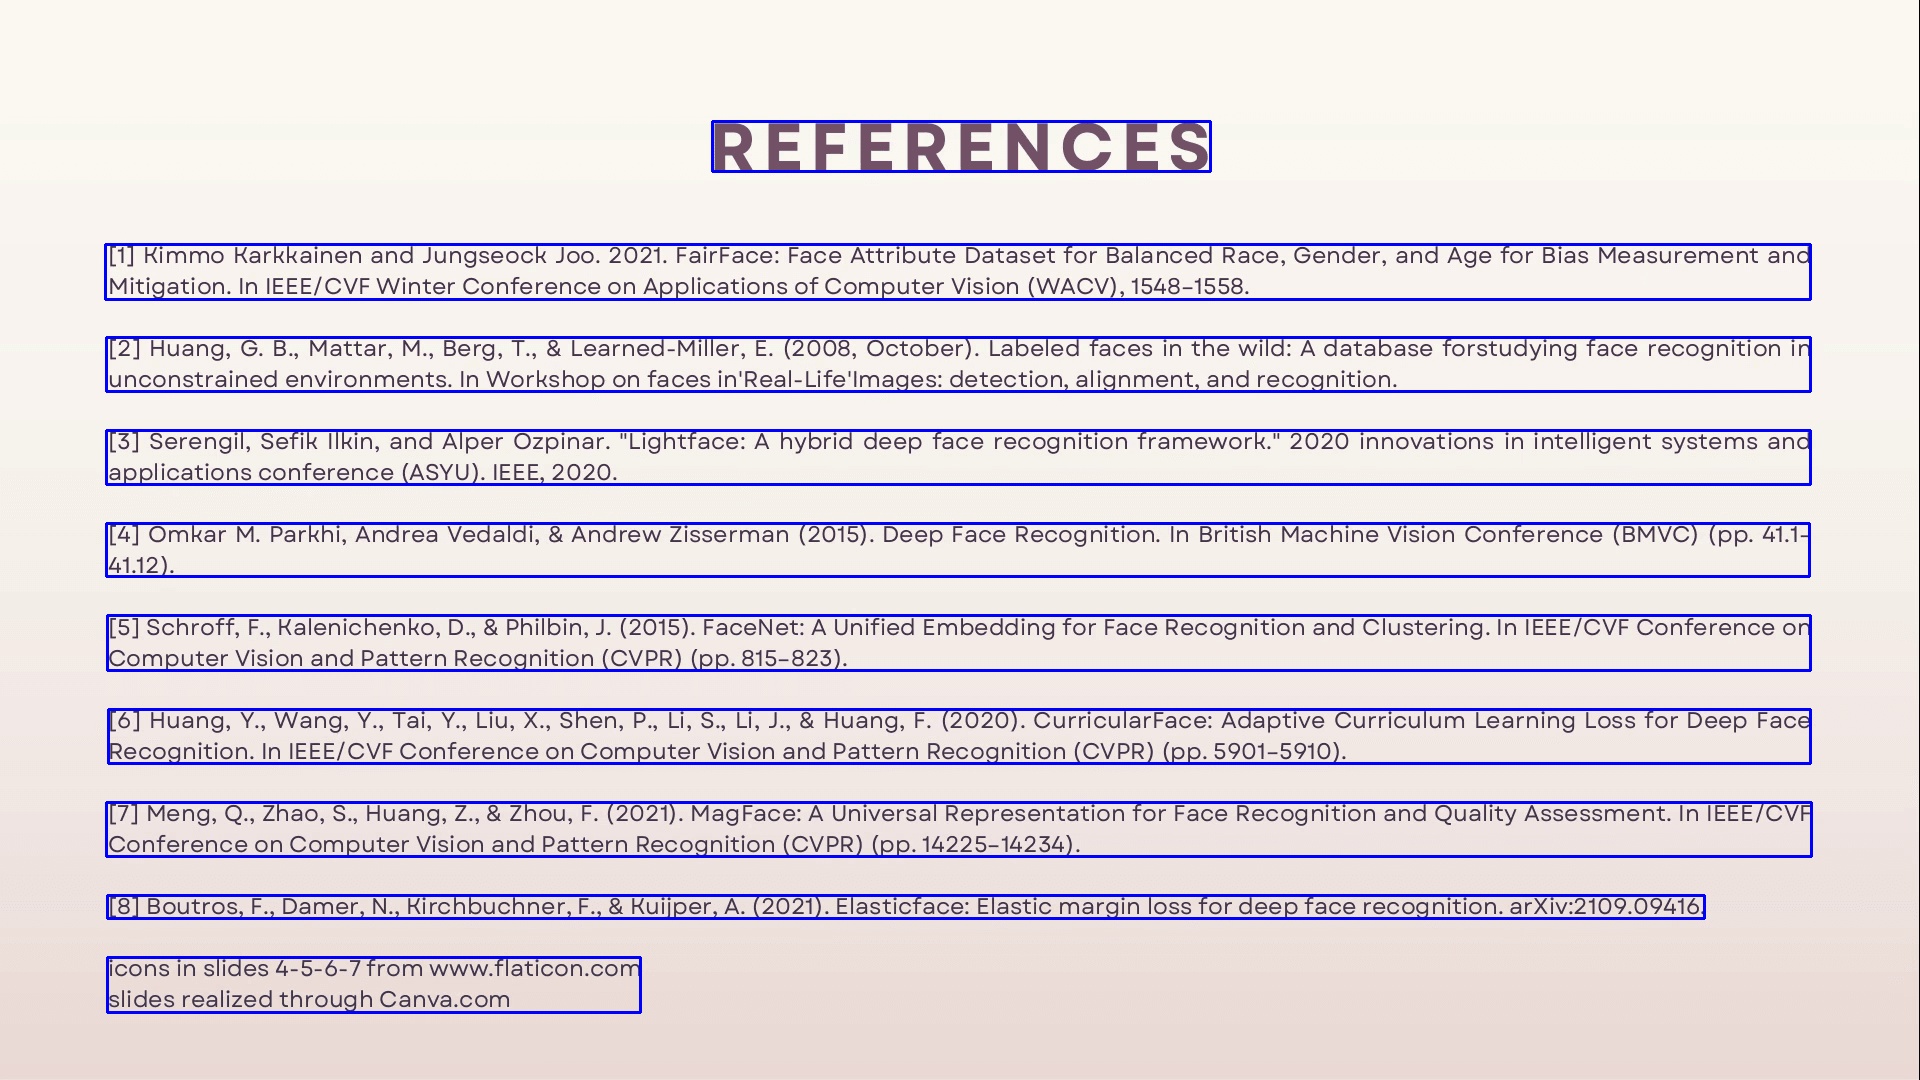 REFERENCES
[1] Kimmo Karkkainen and Jungseock Joo. 2021. FairFace: Face Attribute Dataset for Balanced Race, Gender, and Age for Bias Measurement and
Mitigation. In IEEE/CVF Winter Conference on Applications of Computer Vision (WACV), 1548–1558.
[2] Huang, G. B., Mattar, M., Berg, T., & Learned-Miller, E. (2008, October). Labeled faces in the wild: A database forstudying face recognition in
unconstrained environments. In Workshop on faces in'Real-Life'Images: detection, alignment, and recognition.
[3] Serengil, Sefik Ilkin, and Alper Ozpinar. "Lightface: A hybrid deep face recognition framework." 2020 innovations in intelligent systems and
applications conference (ASYU). IEEE, 2020.
[4] Omkar M. Parkhi, Andrea Vedaldi, & Andrew Zisserman (2015). Deep Face Recognition. In British Machine Vision Conference (BMVC) (pp. 41.1–
41.12).
[5] Schroff, F., Kalenichenko, D., & Philbin, J. (2015). FaceNet: A Unified Embedding for Face Recognition and Clustering. In IEEE/CVF Conference on
Computer Vision and Pattern Recognition (CVPR) (pp. 815–823).
[6] Huang, Y., Wang, Y., Tai, Y., Liu, X., Shen, P., Li, S., Li, J., & Huang, F. (2020). CurricularFace: Adaptive Curriculum Learning Loss for Deep Face
Recognition. In IEEE/CVF Conference on Computer Vision and Pattern Recognition (CVPR) (pp. 5901–5910).
[7] Meng, Q., Zhao, S., Huang, Z., & Zhou, F. (2021). MagFace: A Universal Representation for Face Recognition and Quality Assessment. In IEEE/CVF
Conference on Computer Vision and Pattern Recognition (CVPR) (pp. 14225–14234).
[8] Boutros, F., Damer, N., Kirchbuchner, F., & Kuijper, A. (2021). Elasticface: Elastic margin loss for deep face recognition. arXiv:2109.09416.
icons in slides 4-5-6-7 from www.flaticon.com
slides realized through Canva.com